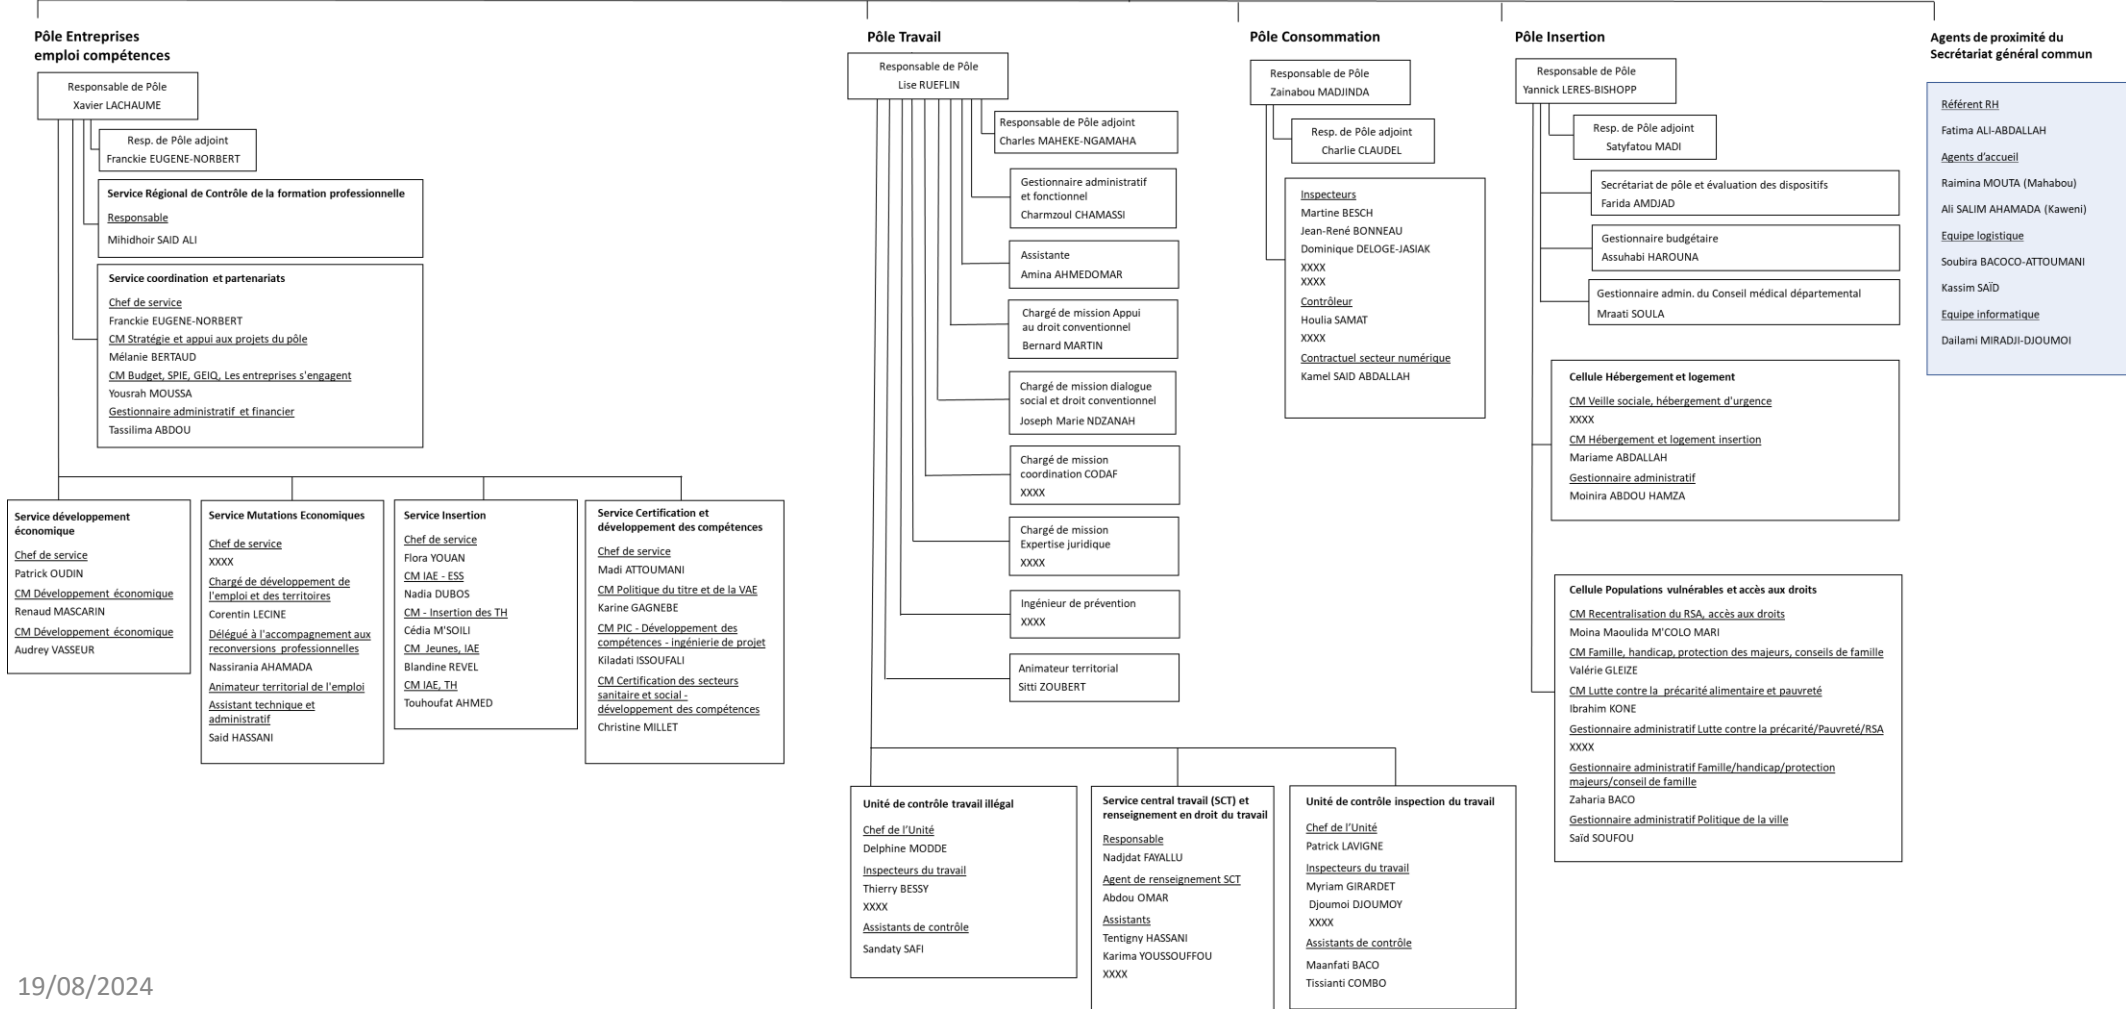 Pôle Entreprises
emploi compétences
Responsable de Pôle
Xavier LACHAUME
Resp. de Pôle adjoint
Franckie EUGENE-NORBERT
Service Régional de Contrôle de la formation professionnelle
Responsable
Mihidhoir SAID ALI
Service coordination et partenariats
Chef de service
Franckie EUGENE-NORBERT
CM Stratégie et appui aux projets du pôle
Mélanie BERTAUD
CM Budget, SPIE, GEIQ, Les entreprises s'engagent
Yousrah MOUSSA
Gestionnaire administratif et financier
Tassilima ABDOU
Service développement
économique
Chef de service
Patrick OUDIN
CM Développement économique
Renaud MASCARIN
CM Développement économique
Audrey VASSEUR
Service Mutations Economiques
Chef de service
XXXX
Chargé de développement de
l'emploi et des territoires
Corentin LECINE
Délégué à l'accompagnement aux
reconversions professionnelles
Nassirania AHAMADA
Animateur territorial de l'emploi
Assistant technique et
administratif
Said HASSANI
Service Insertion
Chef de service
Flora YOUAN
CM IAE - ESS
Nadia DUBOS
CM - Insertion des TH
Cédia M'SOILI
CM Jeunes, IAE
Blandine REVEL
CM IAE, TH
Touhoufat AHMED
Service Certification et
développement des compétences
Chef de service
Madi ATTOUMANI
CM Politique du titre et de la VAE
Karine GAGNEBE
CM PIC - Développement des
compétences - ingénierie de projet
Kiladati ISSOUFALI
CM Certification des secteurs
sanitaire et social -
développement des compétences
Christine MILLET
Pôle Travail
Responsable de Pôle
Lise RUEFLIN
Responsable de Pôle adjoint
Charles MAHEKE-NGAMAHA
Gestionnaire administratif
et fonctionnel
Charmzoul CHAMASSI
Assistante
Amina AHMEDOMAR
Chargé de mission Appui
au droit conventionnel
Bernard MARTIN
Chargé de mission dialogue
social et droit conventionnel
Joseph Marie NDZANAH
Chargé de mission
coordination CODAF
XXXX
Chargé de mission
Expertise juridique
XXXX
Ingénieur de prévention
XXXX
Animateur territorial
Sitti ZOUBERT
Unité de contrôle travail illégal
Chef de l'Unité
Delphine MODDE
Inspecteurs du travail
Thierry BESSY
XXXX
Assistants de contrôle
Sandaty SAFI
Service central travail (SCT) et
renseignement en droit du travail
Responsable
Nadjdat FAYALLU
Agent de renseignement SCT
Abdou OMAR
Assistants
Tentigny HASSANI
Karima YOUSSOUFFOU
XXXX
Unité de contrôle inspection du travail
Chef de l'Unité
Patrick LAVIGNE
Inspecteurs du travail
Myriam GIRARDET
Djoumoi DJOUMOY
XXXX
Assistants de contrôle
Maanfati BACO
Tissianti COMBO
Pôle Consommation
Responsable de Pôle
Zainabou MADJINDA
Resp. de Pôle adjoint
Charlie CLAUDEL
Inspecteurs
Martine BESCH
Jean-René BONNEAU
Dominique DELOGE-JASIAK
XXXX
XXXX
Contrôleur
Houlia SAMAT
XXXX
Contractuel secteur numérique
Kamel SAID ABDALLAH
Pôle Insertion
Responsable de Pôle
Yannick LERES-BISHOPP
Resp. de Pôle adjoint
Satyfatou MADI
Secrétariat de pôle et évaluation des dispositifs
Farida AMDJAD
Gestionnaire budgétaire
Assuhabi HAROUNA
Gestionnaire admin. du Conseil médical départemental
Mraati SOULA
Cellule Hébergement et logement
CM Veille sociale, hébergement d'urgence
XXXX
CM Hébergement et logement insertion
Mariame ABDALLAH
Gestionnaire administratif
Moinira ABDOU HAMZA
Cellule Populations vulnérables et accès aux droits
CM Recentralisation du RSA, accès aux droits
Moina Maoulida M'COLO MARI
CM Famille, handicap, protection des majeurs, conseils de famille
Valérie GLEIZE
CM Lutte contre la précarité alimentaire et pauvreté
Ibrahim KONE
Gestionnaire administratif Lutte contre la précarité/Pauvreté/RSA
XXXX
Gestionnaire administratif Famille/handicap/protection
majeurs/conseil de famille
Zaharia BACO
Gestionnaire administratif Politique de la ville
Saïd SOUFOU
Agents de proximité du
Secrétariat général commun
Référent RH
Fatima ALI-ABDALLAH
Agents d'accueil
Raimina MOUTA (Mahabou)
Ali SALIM AHAMADA (Kaweni)
Equipe logistique
Soubira BACOCO-ATTOUMANI
Kassim SAÏD
Equipe informatique
Dailami MIRADJI-DJOUMOI
19/08/2024